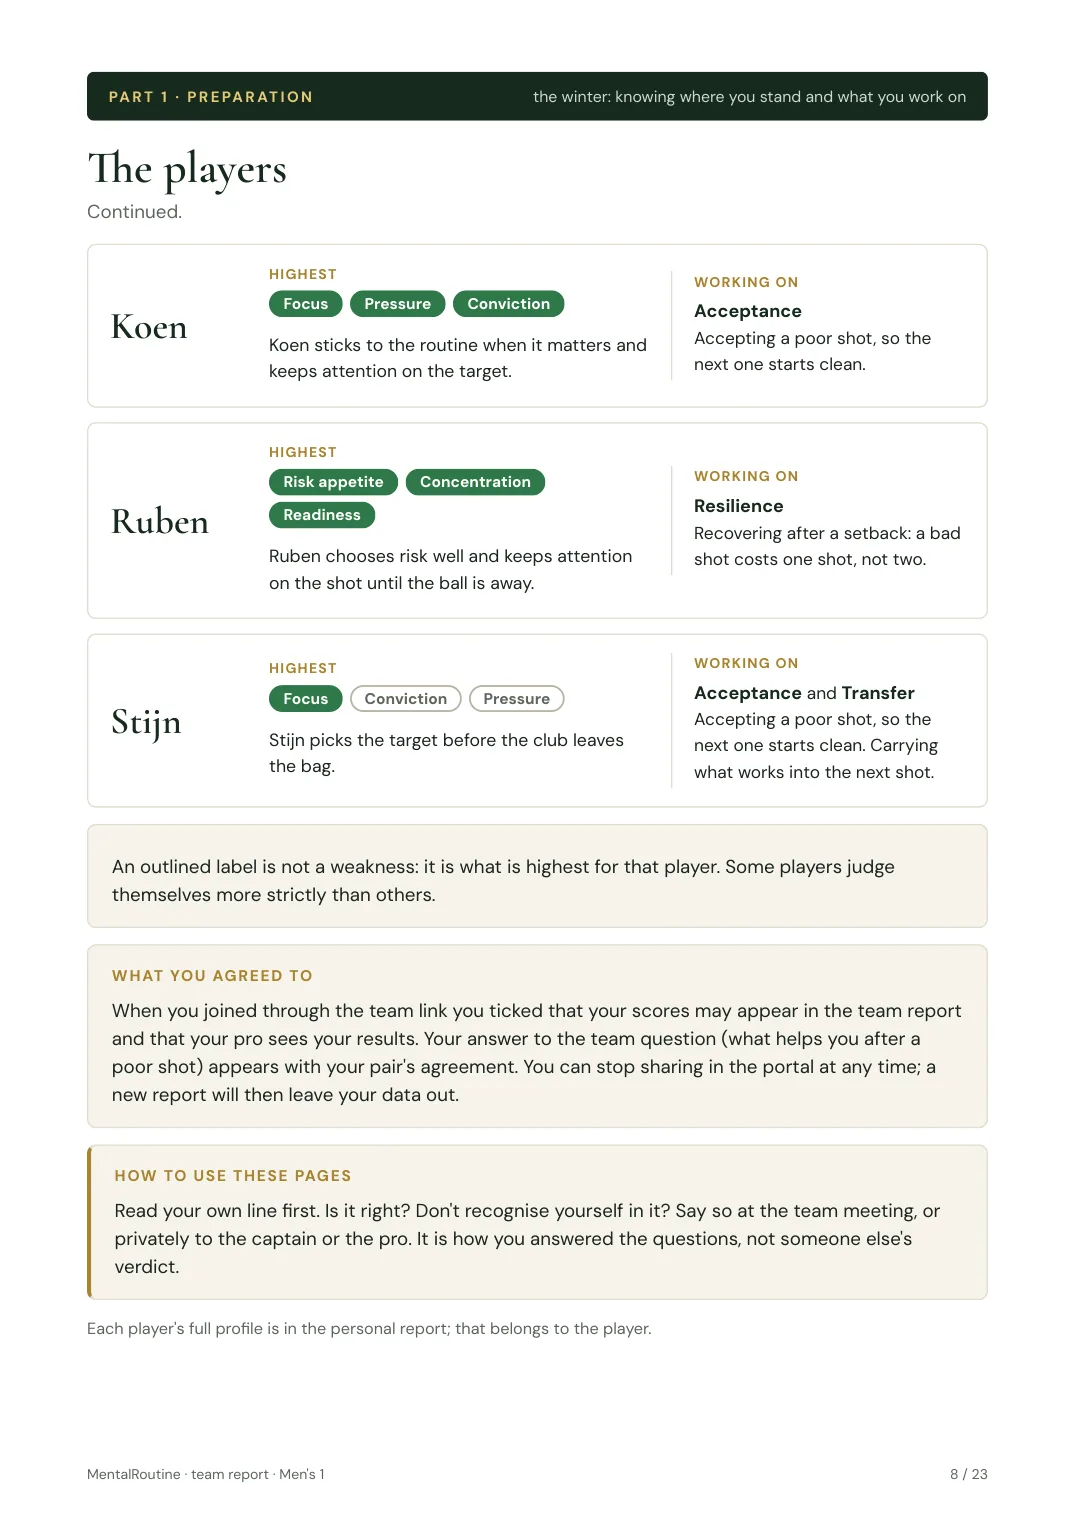 PART 1 · PREPARATION
the winter: knowing where you stand and what you work on
The players
Continued.
Koen
HIGHEST
Focus Pressure Conviction
Koen sticks to the routine when it matters and
keeps attention on the target.
WORKING ON
Acceptance
Accepting a poor shot, so the
next one starts clean.
Ruben
HIGHEST
Risk appetite Concentration
Readiness
Ruben chooses risk well and keeps attention
on the shot until the ball is away.
WORKING ON
Resilience
Recovering after a setback: a bad
shot costs one shot, not two.
Stijn
HIGHEST
Focus Conviction Pressure
Stijn picks the target before the club leaves
the bag.
WORKING ON
Acceptance and Transfer
Accepting a poor shot, so the
next one starts clean. Carrying
what works into the next shot.
An outlined label is not a weakness: it is what is highest for that player. Some players judge
themselves more strictly than others.
WHAT YOU AGREED TO
When you joined through the team link you ticked that your scores may appear in the team report
and that your pro sees your results. Your answer to the team question (what helps you after a
poor shot) appears with your pair's agreement. You can stop sharing in the portal at any time; a
new report will then leave your data out.
HOW TO USE THESE PAGES
Read your own line first. Is it right? Don't recognise yourself in it? Say so at the team meeting, or
privately to the captain or the pro. It is how you answered the questions, not someone else's
verdict.
Each player's full profile is in the personal report; that belongs to the player.
MentalRoutine · team report · Men's 1
8 / 23